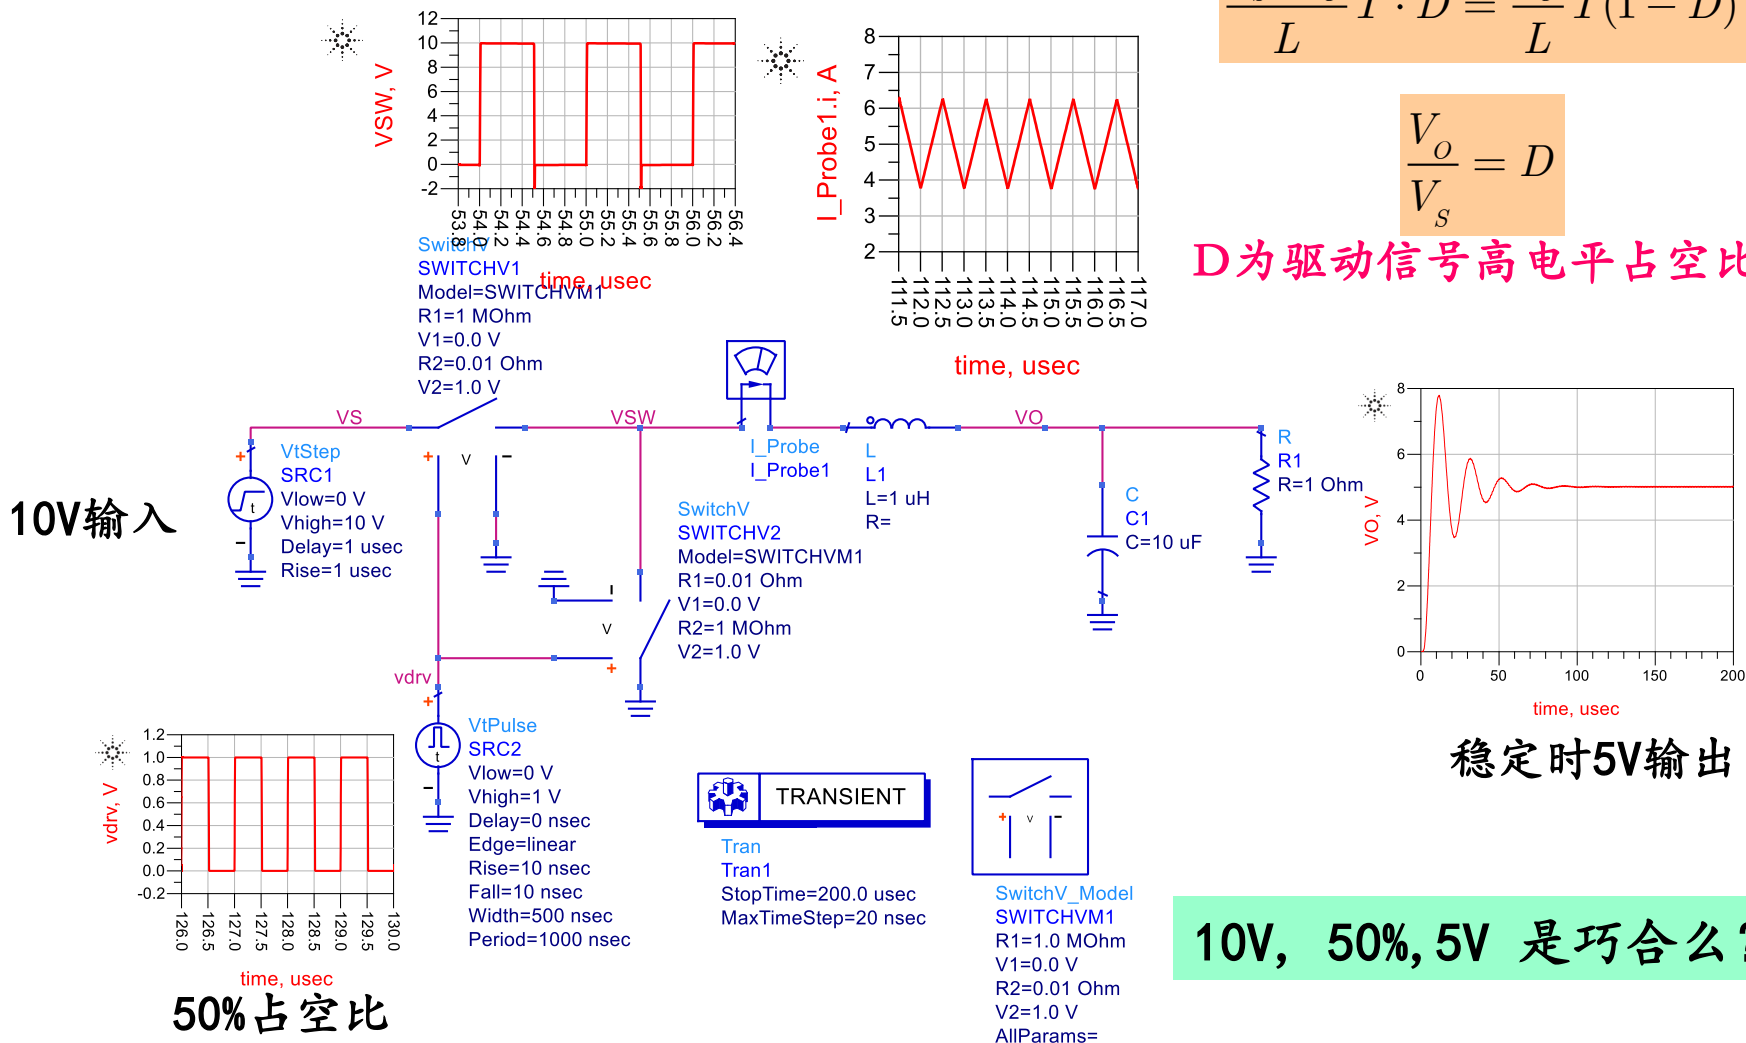 12
10
8
6
4
2
0
-2
VSW, V
53.8
54.0
54.2
54.4
54.6
54.8
55.0
55.2
55.4
55.6
55.8
56.0
56.2
56.4
time, usec
8
7
6
5
4
3
2
I_Probe1.i, A
111.5
112.0
112.5
113.0
113.5
114.0
114.5
115.0
115.5
116.0
116.5
117.0
time, usec
L T · D = L T(1 − D)
V_O / V_S = D
D为驱动信号高电平占空比
SwitchV
SWITCHV1
Model=SWITCHVM1
R1=1 MOhm
V1=0.0 V
R2=0.01 Ohm
V2=1.0 V
VS
VSW
VO
+
V
−
I_Probe
I_Probe1
L
L1
L=1 uH
R=
R
R1
R=1 Ohm
C
C1
C=10 uF
10V输入
+
t
−
VtStep
SRC1
Vlow=0 V
Vhigh=10 V
Delay=1 usec
Rise=1 usec
SwitchV
SWITCHV2
Model=SWITCHVM1
R1=0.01 Ohm
V1=0.0 V
R2=1 MOhm
V2=1.0 V
−
V
+
vdrv
+
t
−
VtPulse
SRC2
Vlow=0 V
Vhigh=1 V
Delay=0 nsec
Edge=linear
Rise=10 nsec
Fall=10 nsec
Width=500 nsec
Period=1000 nsec
8
6
4
2
0
VO, V
0
50
100
150
200
time, usec
稳定时5V输出
1.2
1.0
0.8
0.6
0.4
0.2
0.0
-0.2
vdrv, V
126.0
126.5
127.0
127.5
128.0
128.5
129.0
129.5
130.0
time, usec
50%占空比
TRANSIENT
Tran
Tran1
StopTime=200.0 usec
MaxTimeStep=20 nsec
+
V
−
SwitchV_Model
SWITCHVM1
R1=1.0 MOhm
V1=0.0 V
R2=0.01 Ohm
V2=1.0 V
AllParams=
10V, 50%,5V 是巧合么?